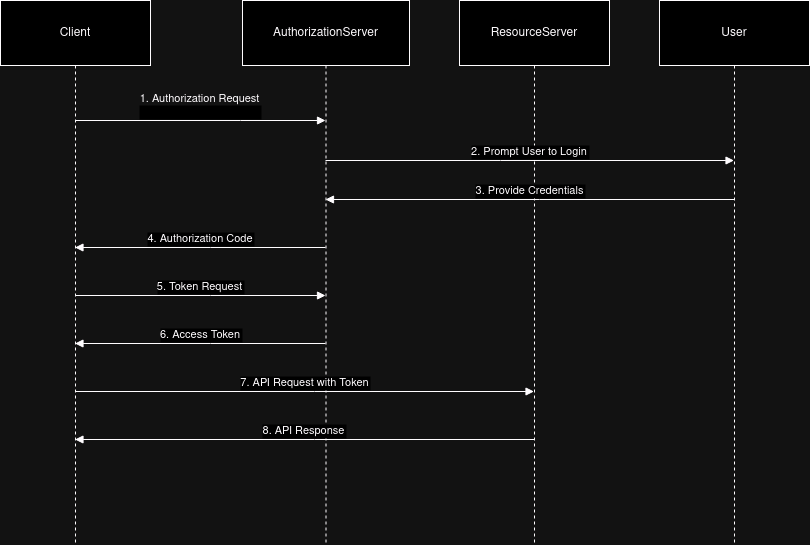 Client
AuthorizationServer
ResourceServer
User
1. Authorization Request
2. Prompt User to Login
3. Provide Credentials
4. Authorization Code
5. Token Request
6. Access Token
7. API Request with Token
8. API Response